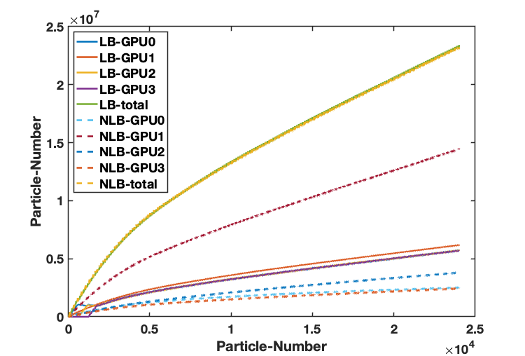 ×10⁷
2.5
2
1.5
1
0.5
0
Particle-Number
LB-GPU0
LB-GPU1
LB-GPU2
LB-GPU3
LB-total
NLB-GPU0
NLB-GPU1
NLB-GPU2
NLB-GPU3
NLB-total
0 0.5 1 1.5 2 2.5
Particle-Number
×10⁴